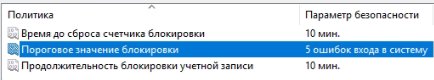 Политика Параметр безопасности
Время до сброса счетчика блокировки 10 мин.
Пороговое значение блокировки 5 ошибок входа в систему
Продолжительность блокировки учетной записи 10 мин.